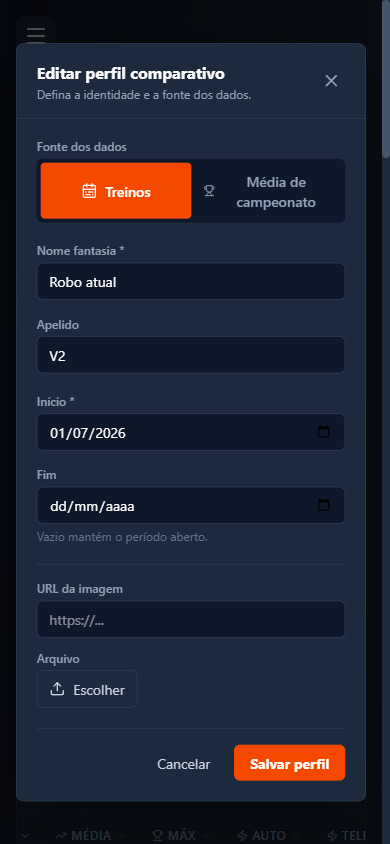 Editar perfil comparativo
Defina a identidade e a fonte dos dados.
Fonte dos dados
Treinos
Média de
campeonato
Nome fantasia *
Robo atual
Apelido
V2
Início *
01/07/2026
Fim
dd/mm/aaaa
Vazio mantém o período aberto.
URL da imagem
https://...
Arquivo
Escolher
Cancelar
Salvar perfil
MÉDIA
MÁX
AUTO
TELI